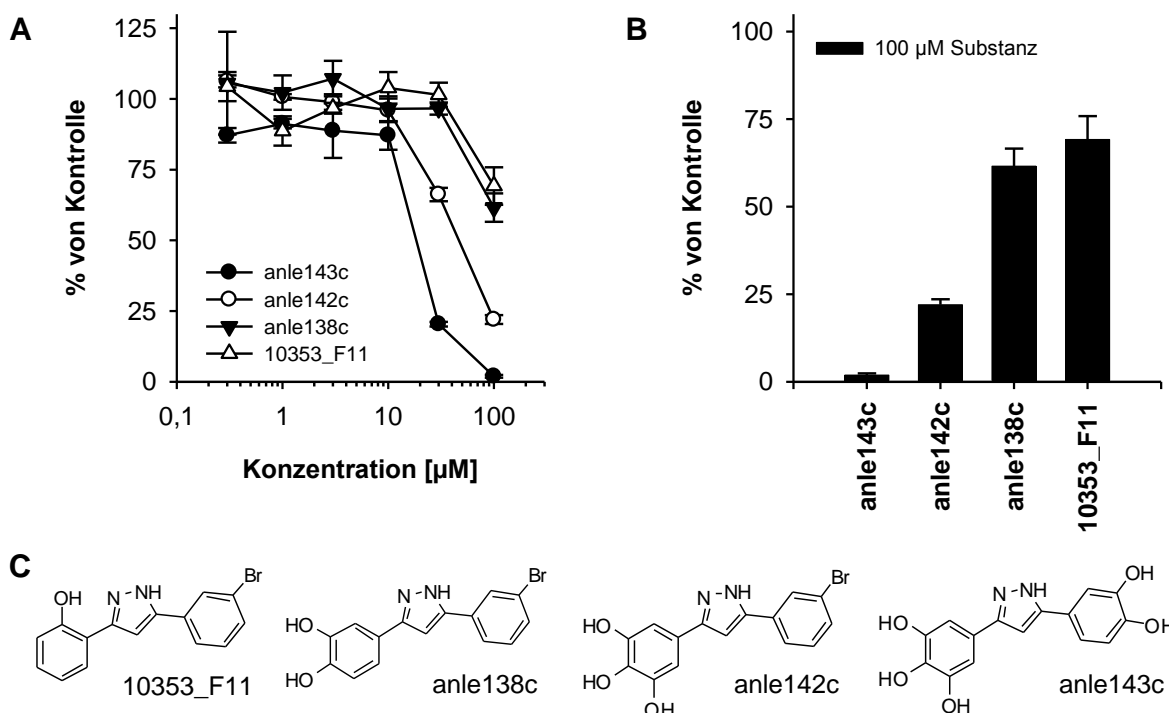 A
% von Kontrolle
125
100
75
50
25
0
anle143c
anle142c
anle138c
10353_F11
0,1 1 10 100
Konzentration [µM]
B
% von Kontrolle
100
75
50
25
0
100 µM Substanz
anle143c
anle142c
anle138c
10353_F11
C
OH
N NH
Br
10353_F11
HO
HO
N NH
Br
anle138c
HO
HO
OH
N NH
Br
anle142c
HO
HO
OH
N NH
OH
OH
anle143c